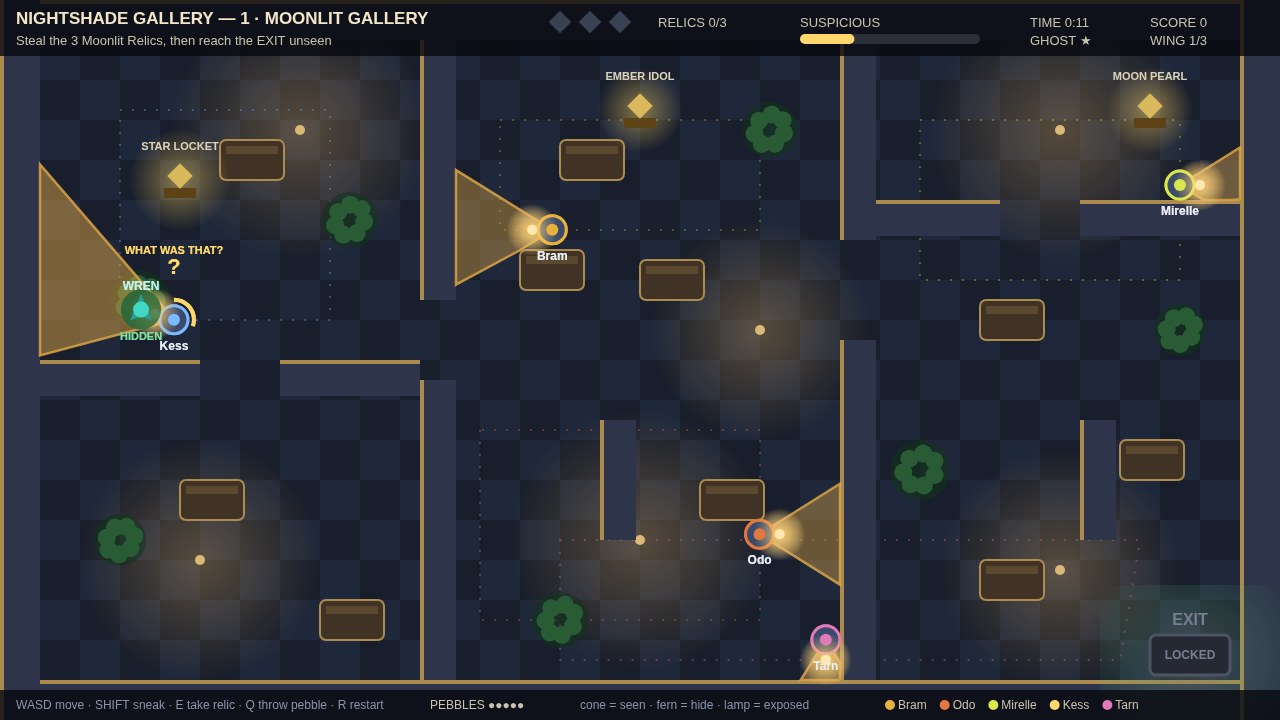 NIGHTSHADE GALLERY — 1 · MOONLIT GALLERY
Steal the 3 Moonlit Relics, then reach the EXIT unseen
RELICS 0/3
SUSPICIOUS
TIME 0:11
SCORE 0
GHOST ★
WING 1/3
EMBER IDOL
MOON PEARL
STAR LOCKET
Mirelle
WHAT WAS THAT?
?
Bram
WREN
HIDDEN
Kess
Odo
Tarn
EXIT
LOCKED
WASD move · SHIFT sneak · E take relic · Q throw pebble · R restart
PEBBLES ●●●●●
cone = seen · fern = hide · lamp = exposed
Bram
Odo
Mirelle
Kess
Tarn